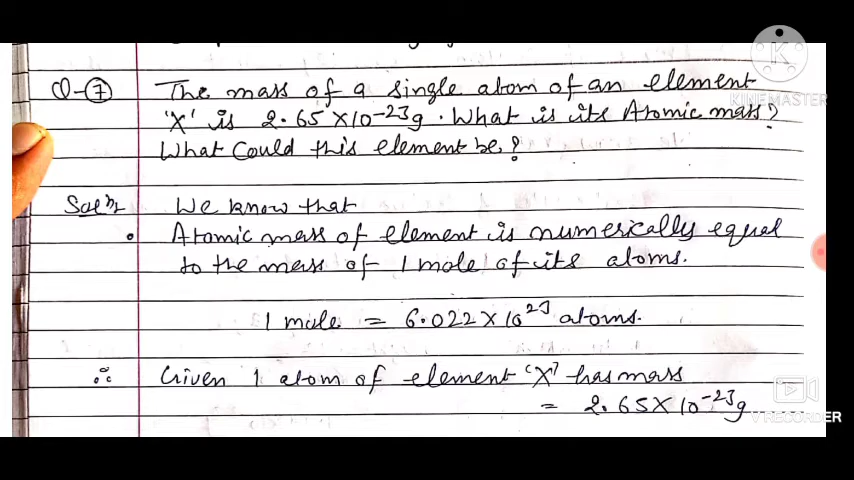 KINEMASTER
Q-7 The mass of a single atom of an element
'X' is 2.65 X 10⁻²³g. What is its Atomic mass?
What Could this element be?
Solⁿ We know that
• Atomic mass of element is numerically equal
to the mass of 1 mole of its atoms.
1 mole = 6.022 X 10²³ atoms.
∵ Given 1 atom of element 'X' has mass
= 2.65 X 10⁻²³g
V RECORDER